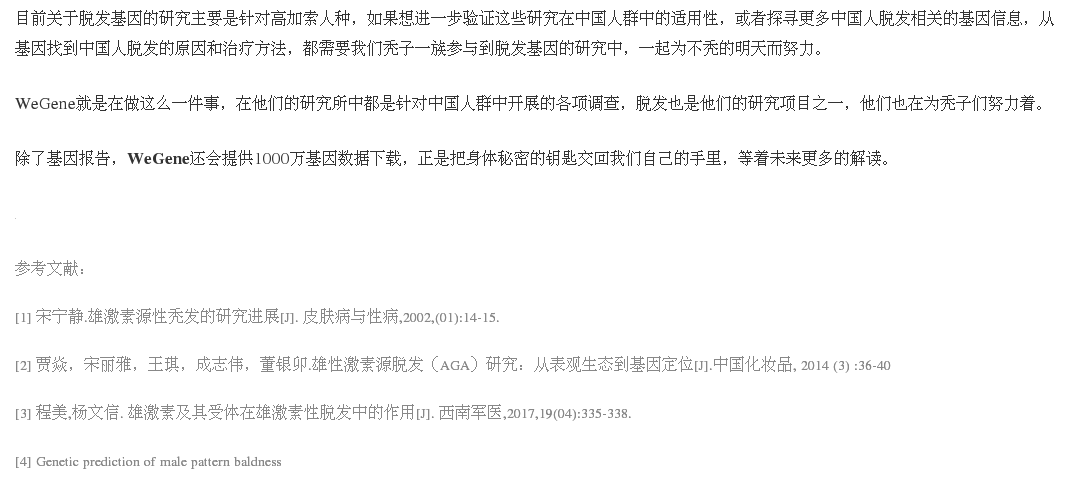 目前关于脱发基因的研究主要是针对高加索人种，如果想进一步验证这些研究在中国人群中的适用性，或者探寻更多中国人脱发相关的基因信息，从
基因找到中国人脱发的原因和治疗方法，都需要我们秃子一族参与到脱发基因的研究中，一起为不秃的明天而努力。
WeGene就是在做这么一件事，在他们的研究所中都是针对中国人群中开展的各项调查，脱发也是他们的研究项目之一，他们也在为秃子们努力着。
除了基因报告，WeGene还会提供1000万基因数据下载，正是把身体秘密的钥匙交回我们自己的手里，等着未来更多的解读。
参考文献：
[1] 宋宁静.雄激素源性秃发的研究进展[J]. 皮肤病与性病,2002,(01):14-15.
[2] 贾焱，宋丽雅，王琪，成志伟，董银卯.雄性激素源脱发（AGA）研究：从表观生态到基因定位[J].中国化妆品, 2014 (3) :36-40
[3] 程美,杨文信. 雄激素及其受体在雄激素性脱发中的作用[J]. 西南军医,2017,19(04):335-338.
[4] Genetic prediction of male pattern baldness